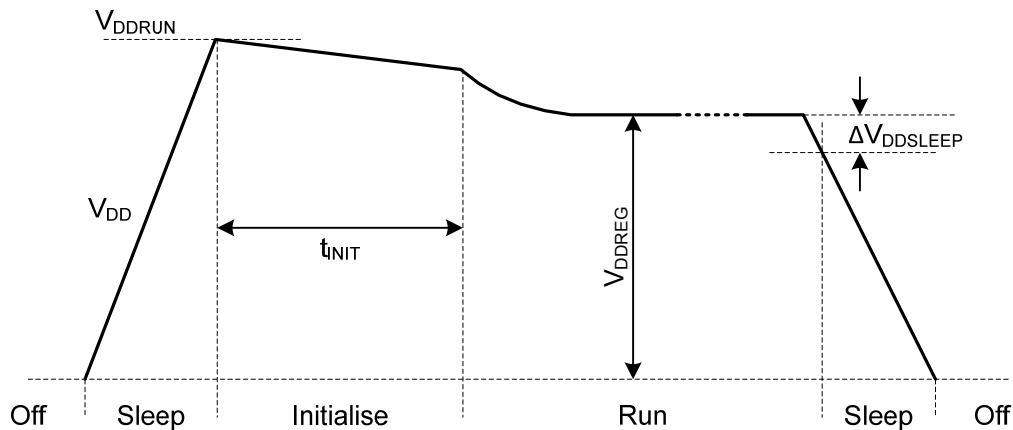 VDDRUN
ΔVDDSLEEP
VDD
VDDREG
tINIT
Off Sleep Initialise Run Sleep Off